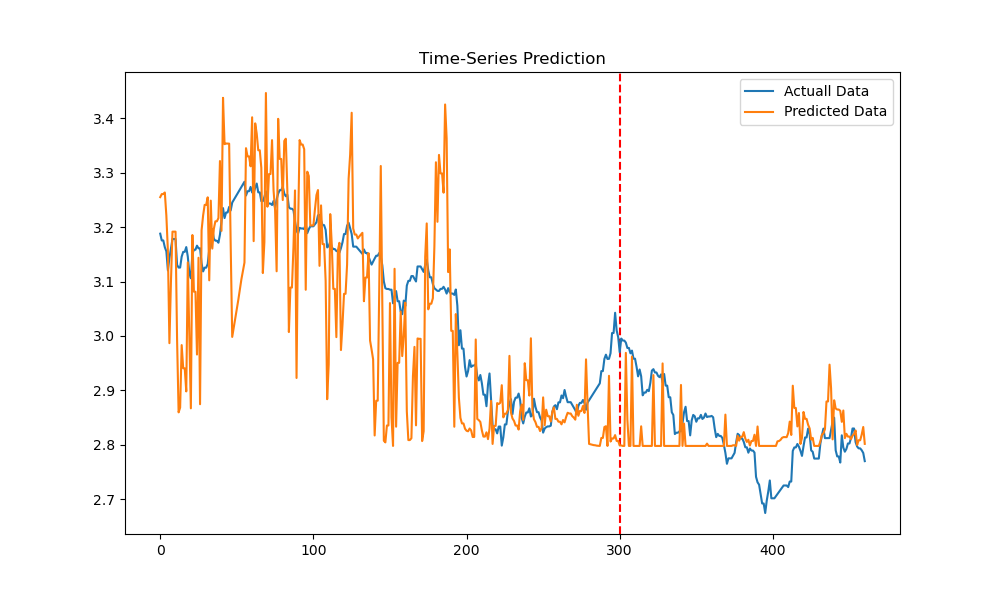 Time-Series Prediction
Actuall Data
Predicted Data
3.4
3.3
3.2
3.1
3.0
2.9
2.8
2.7
0 100 200 300 400